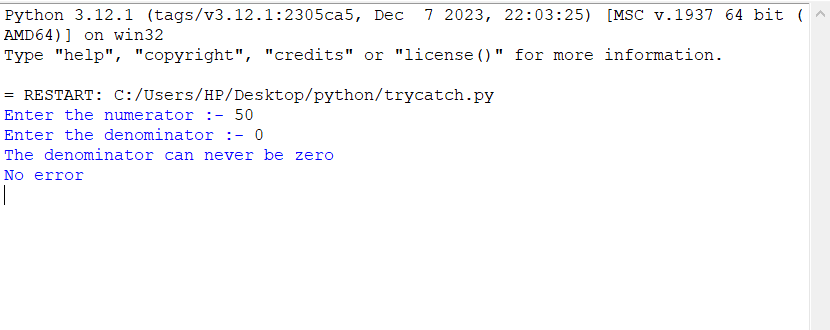 Python 3.12.1 (tags/v3.12.1:2305ca5, Dec  7 2023, 22:03:25) [MSC v.1937 64 bit (
AMD64)] on win32
Type "help", "copyright", "credits" or "license()" for more information.

= RESTART: C:/Users/HP/Desktop/python/trycatch.py
Enter the numerator :- 50
Enter the denominator :- 0
The denominator can never be zero
No error